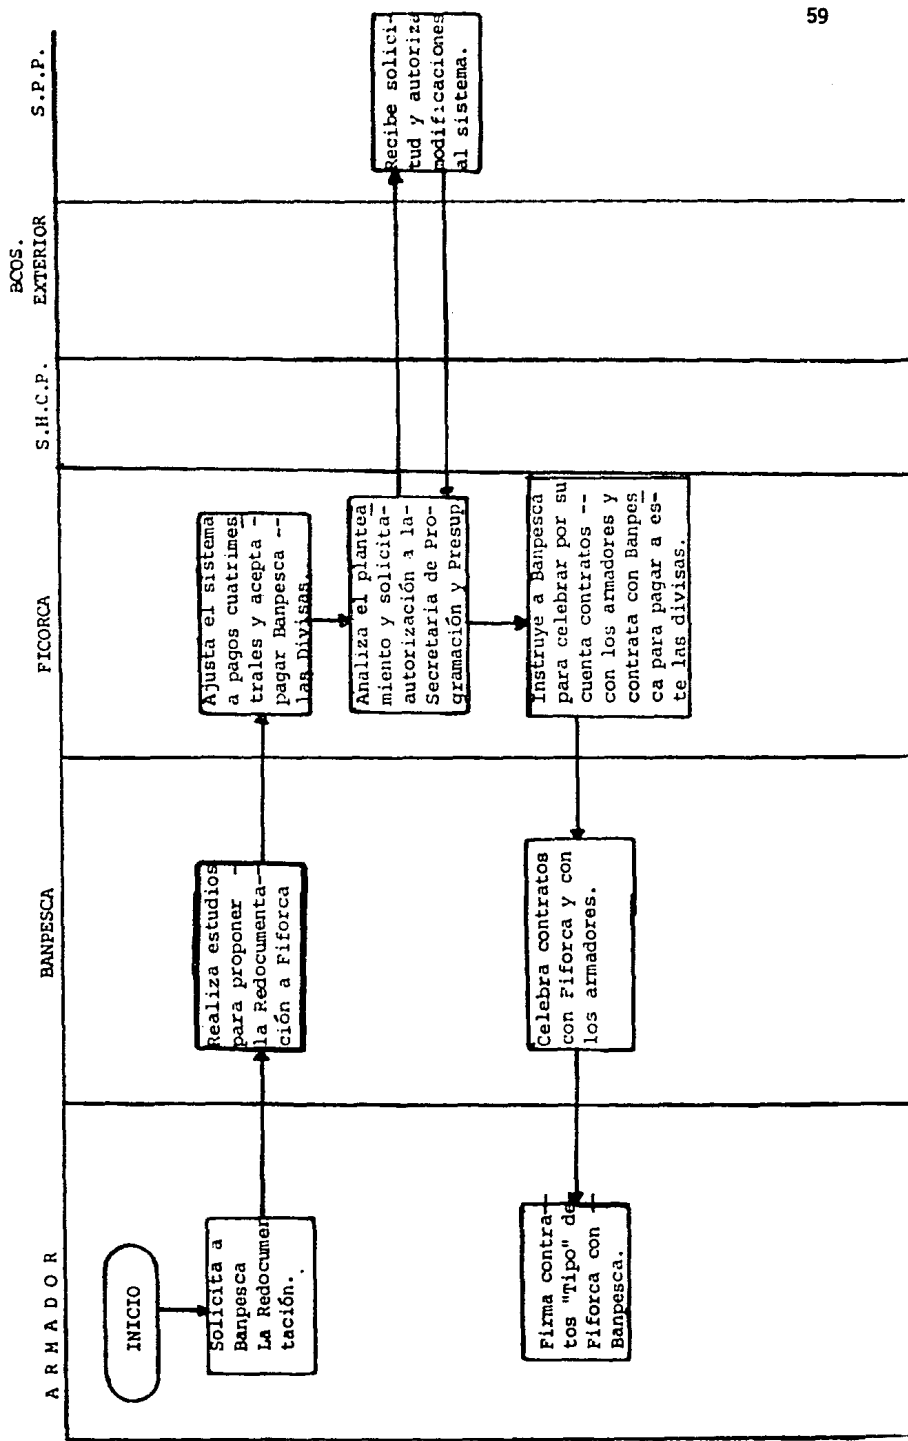 59
A R M A D O R
BANPESCA
FICORCA
S.H.C.P.
BCOS.
EXTERIOR
S.P.P.
INICIO
Solicita a
Banpesca
La Redocumen
tación.
Realiza estudios
para proponer -
la Redocumenta-
ción a Fiforca
Ajusta el sistema
a pagos cuatrimes
trales y acepta -
pagar Banpesca --
las Divisas.
Analiza el plantea
miento y solicita-
autorización a la-
Secretaria de Pro-
gramación y Presup
Recibe solici-
tud y autoriza
modificaciones
al sistema.
Instruye a Banpesca
para celebrar por su
cuenta contratos --
con los armadores y
contrata con Banpes
ca para pagar a es-
te las divisas.
Celebra contratos
con Fiforca y con
los armadores.
Firma contra-
tos "Tipo" de
Fiforca con -
Banpesca.